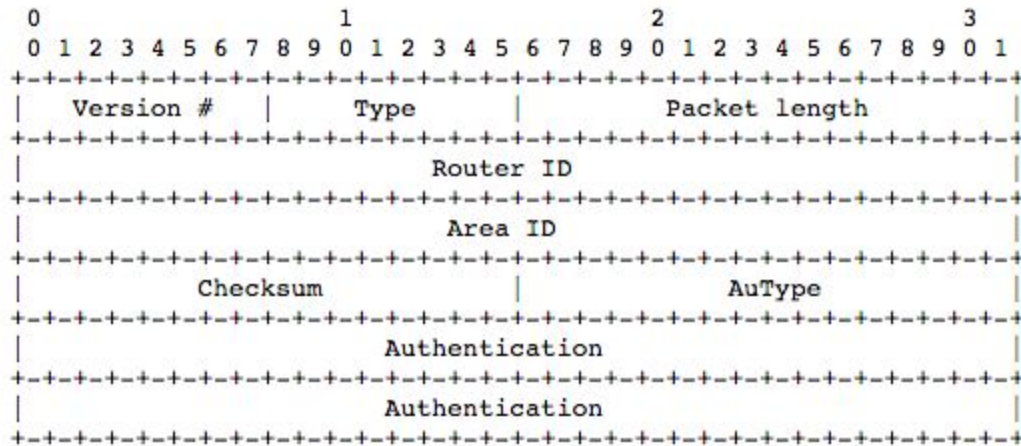 0                   1                   2                   3
0 1 2 3 4 5 6 7 8 9 0 1 2 3 4 5 6 7 8 9 0 1 2 3 4 5 6 7 8 9 0 1
+-+-+-+-+-+-+-+-+-+-+-+-+-+-+-+-+-+-+-+-+-+-+-+-+-+-+-+-+-+-+-+-+
|   Version #   |     Type      |         Packet length         |
+-+-+-+-+-+-+-+-+-+-+-+-+-+-+-+-+-+-+-+-+-+-+-+-+-+-+-+-+-+-+-+-+
|                          Router ID                            |
+-+-+-+-+-+-+-+-+-+-+-+-+-+-+-+-+-+-+-+-+-+-+-+-+-+-+-+-+-+-+-+-+
|                           Area ID                             |
+-+-+-+-+-+-+-+-+-+-+-+-+-+-+-+-+-+-+-+-+-+-+-+-+-+-+-+-+-+-+-+-+
|           Checksum            |             AuType            |
+-+-+-+-+-+-+-+-+-+-+-+-+-+-+-+-+-+-+-+-+-+-+-+-+-+-+-+-+-+-+-+-+
|                       Authentication                          |
+-+-+-+-+-+-+-+-+-+-+-+-+-+-+-+-+-+-+-+-+-+-+-+-+-+-+-+-+-+-+-+-+
|                       Authentication                          |
+-+-+-+-+-+-+-+-+-+-+-+-+-+-+-+-+-+-+-+-+-+-+-+-+-+-+-+-+-+-+-+-+